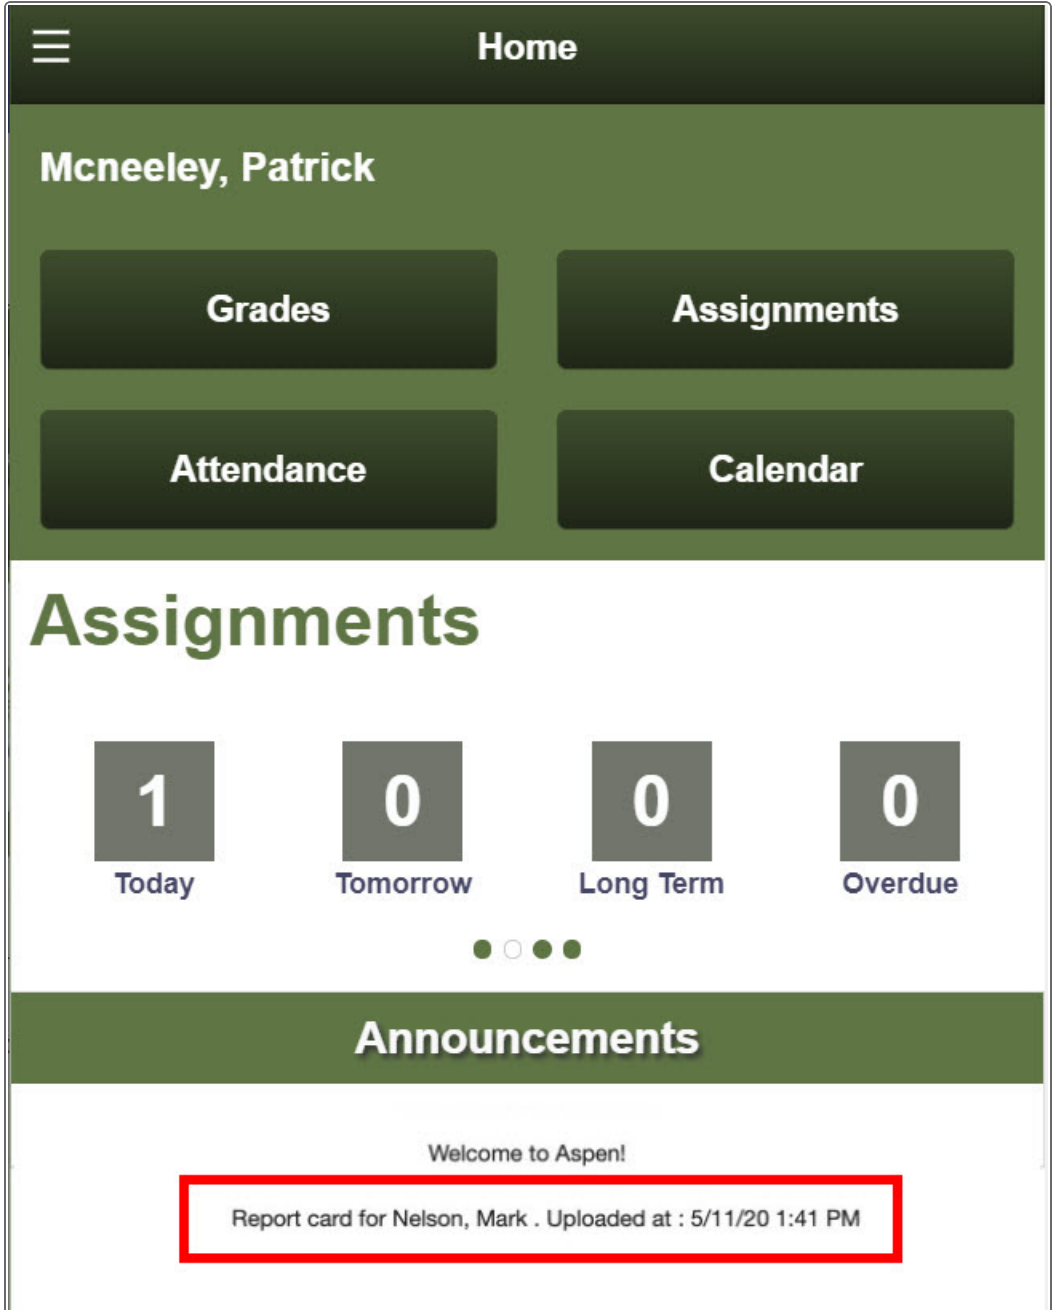 Home
Mcneeley, Patrick
Grades
Assignments
Attendance
Calendar
Assignments
1
0
0
0
Today
Tomorrow
Long Term
Overdue
Announcements
Welcome to Aspen!
Report card for Nelson, Mark . Uploaded at : 5/11/20 1:41 PM